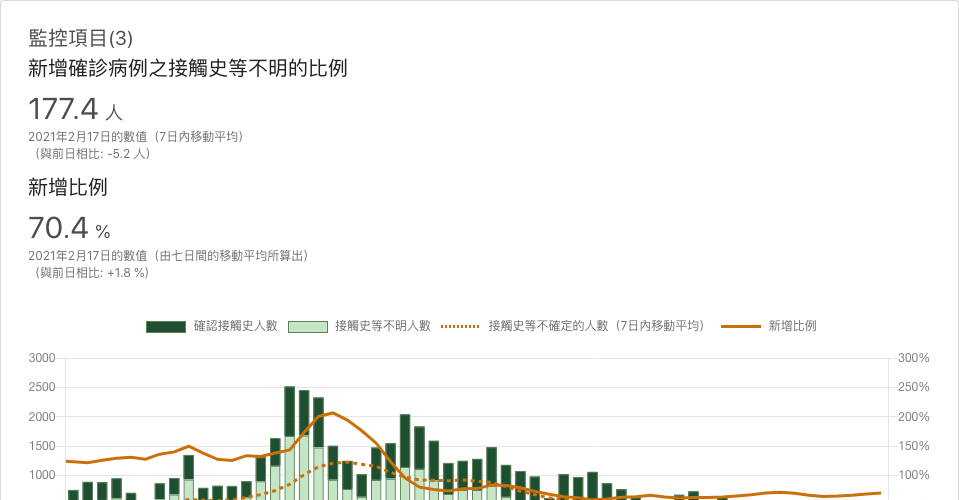 監控項目(3)
新增確診病例之接觸史等不明的比例
177.4 人
2021年2月17日的數值（7日內移動平均）
（與前日相比: -5.2 人）
新增比例
70.4 %
2021年2月17日的數值（由七日間的移動平均所算出）
（與前日相比: +1.8 %）
確認接觸史人數 接觸史等不明人數 接觸史等不確定的人數（7日內移動平均） 新增比例
3000 300%
2500 250%
2000 200%
1500 150%
1000 100%